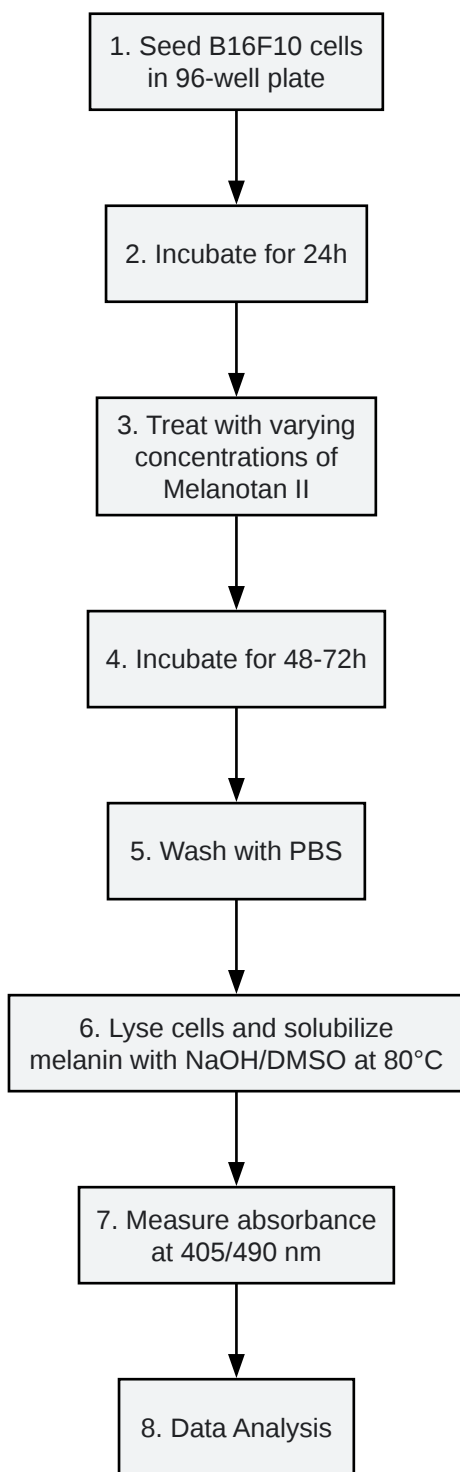 1. Seed B16F10 cells
in 96-well plate
2. Incubate for 24h
3. Treat with varying
concentrations of
Melanotan II
4. Incubate for 48-72h
5. Wash with PBS
6. Lyse cells and solubilize
melanin with NaOH/DMSO at 80°C
7. Measure absorbance
at 405/490 nm
8. Data Analysis